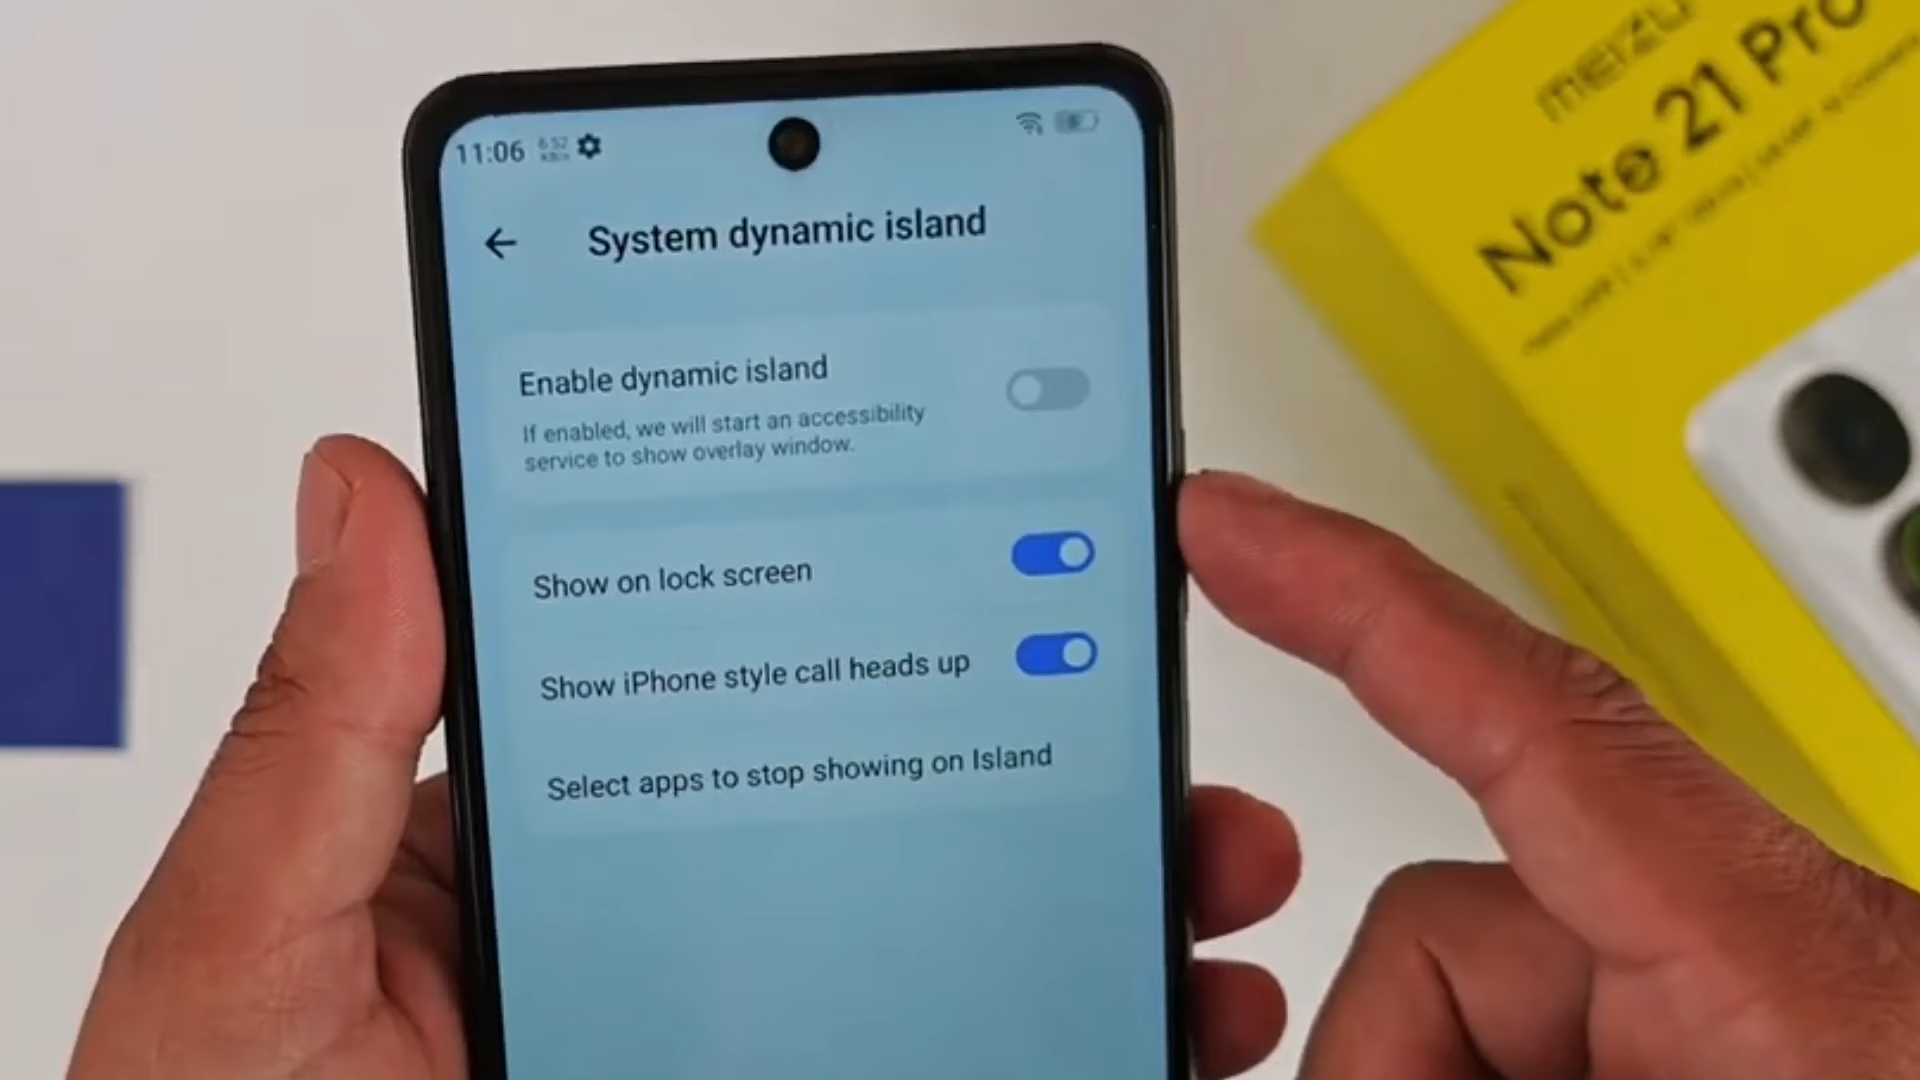 11:06
System dynamic island
Enable dynamic island
If enabled, we will start an accessibility
service to show overlay window.
Show on lock screen
Show iPhone style call heads up
Select apps to stop showing on Island
MEIZU
Note 21 Pro